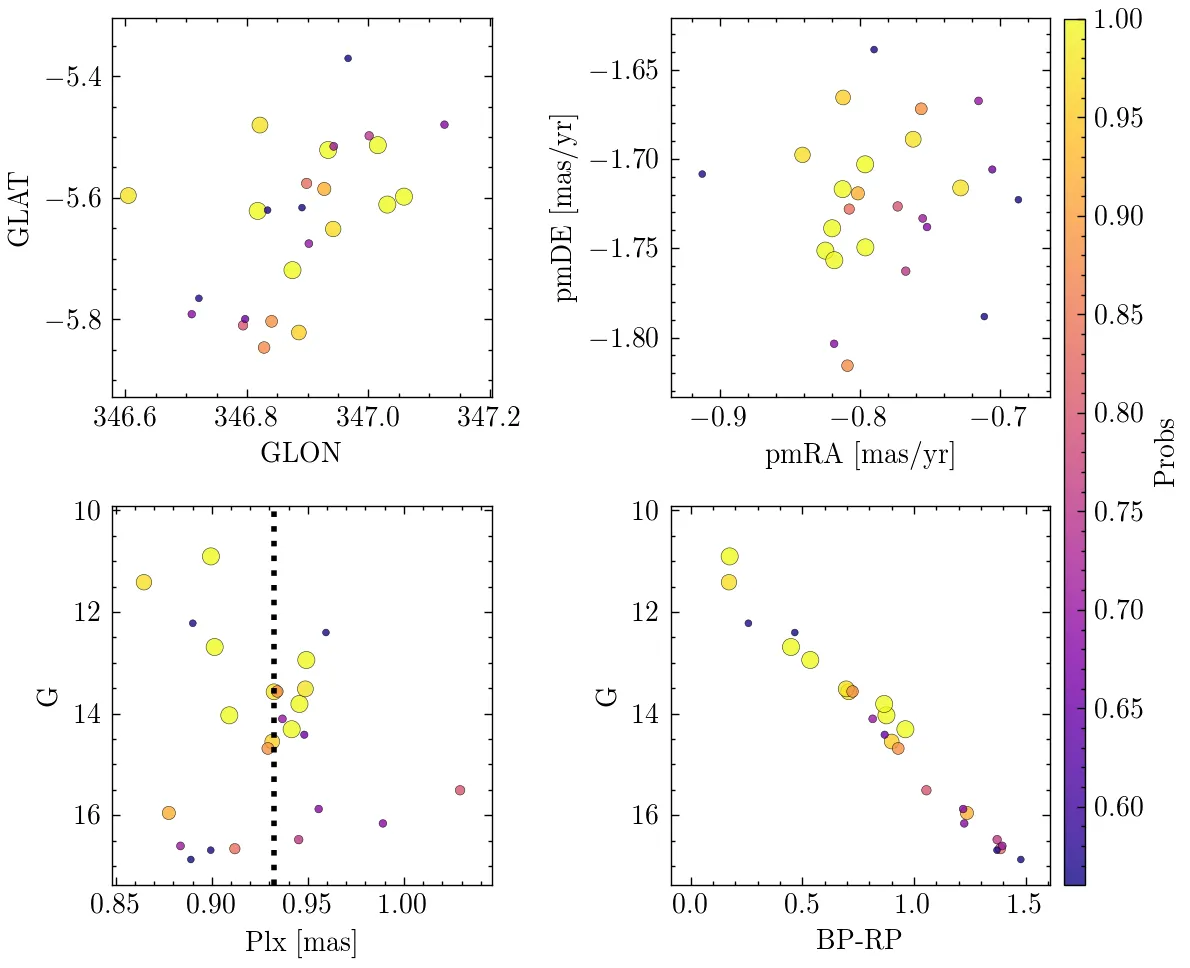 −5.4
−5.6
−5.8
GLAT
346.6 346.8 347.0 347.2
GLON
−1.65
−1.70
−1.75
−1.80
pmDE [mas/yr]
−0.9 −0.8 −0.7
pmRA [mas/yr]
1.00
0.95
0.90
0.85
0.80
0.75
0.70
0.65
0.60
Probs
10
12
14
16
G
0.85 0.90 0.95 1.00
Plx [mas]
10
12
14
16
G
0.0 0.5 1.0 1.5
BP-RP